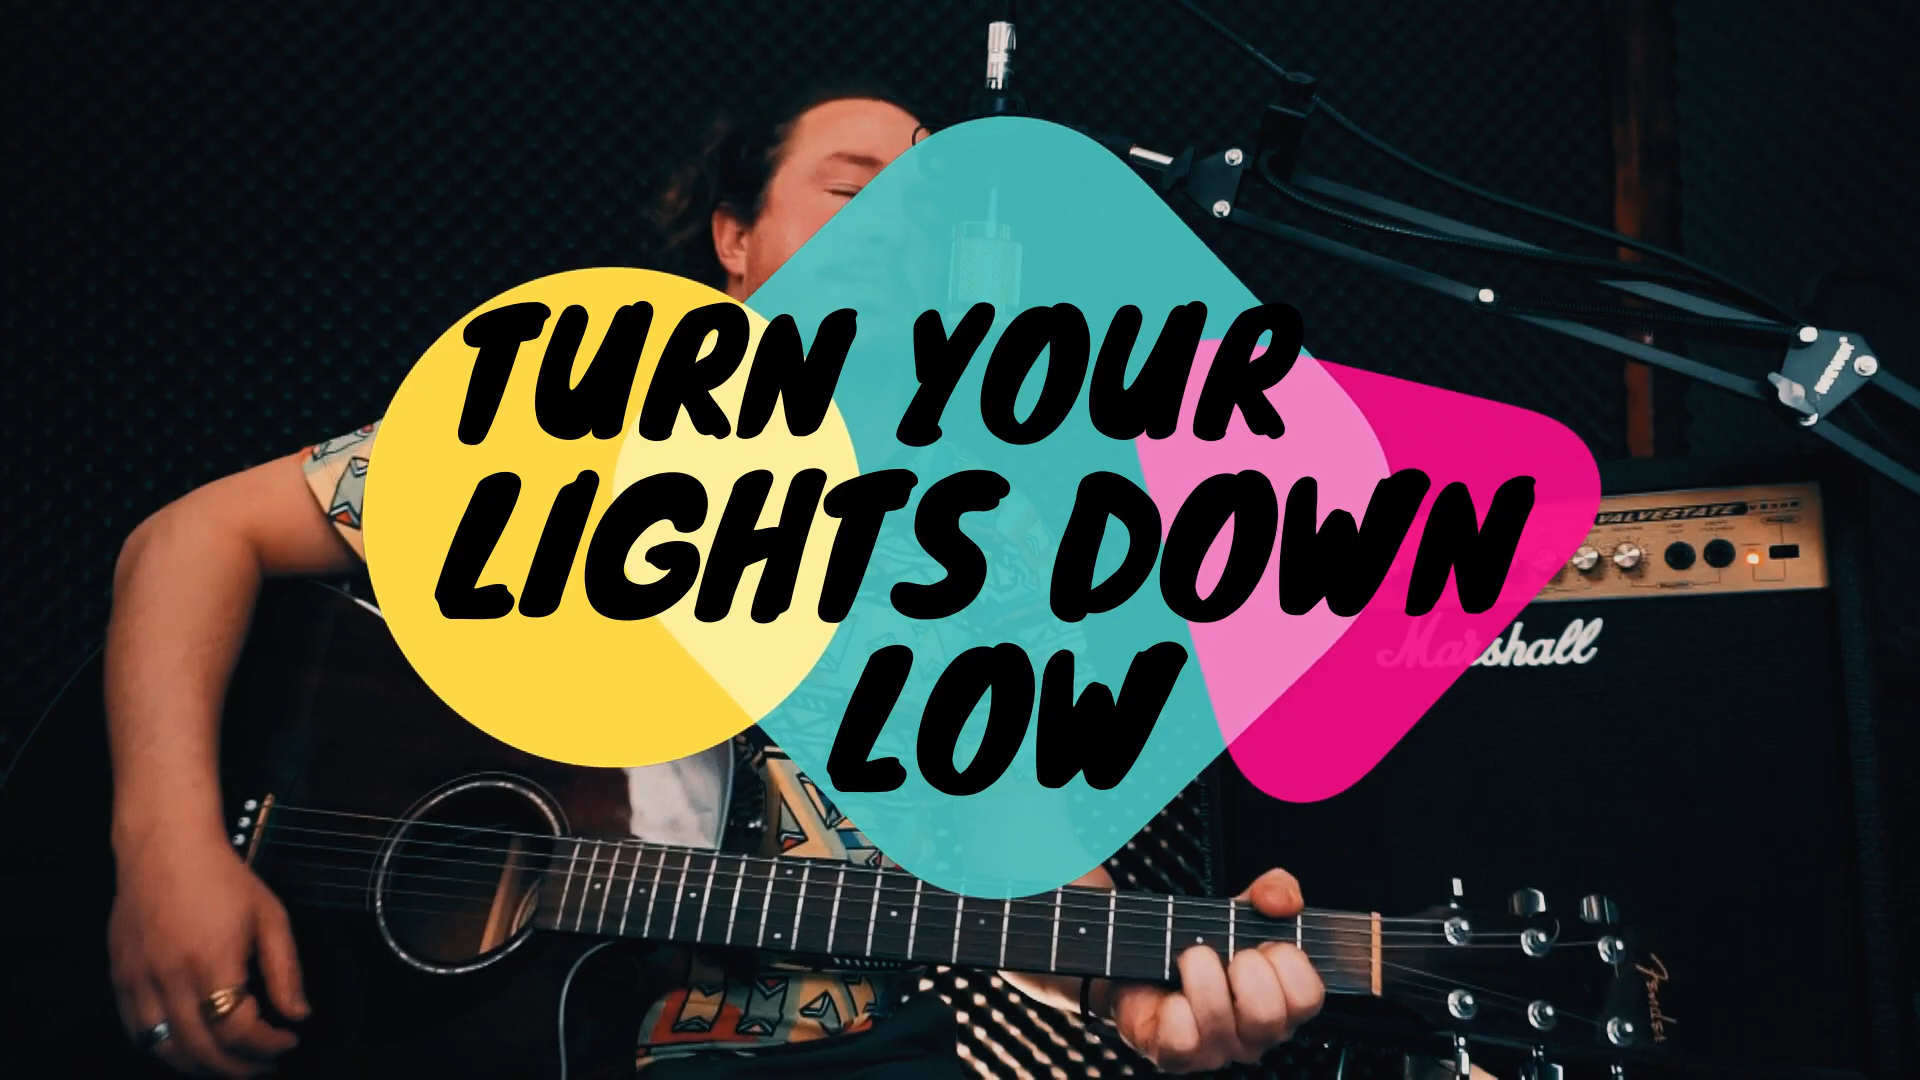 TURN YOUR
LIGHTS DOWN
LOW
VALVESTATE
Marshall
Fender